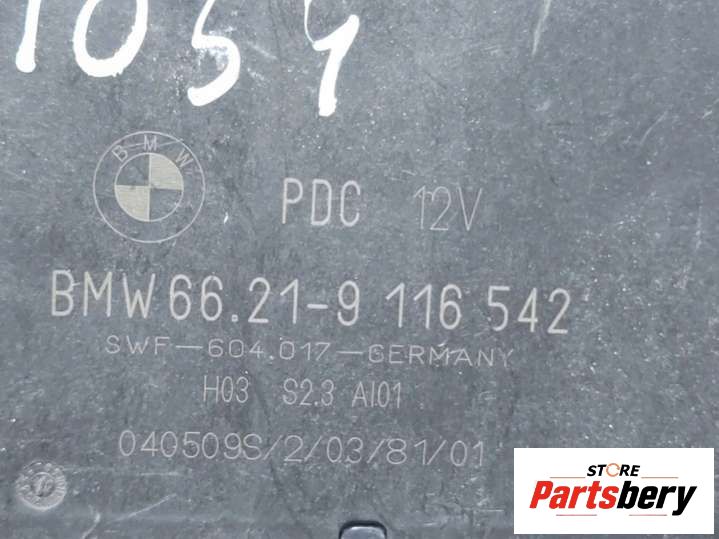 1054
BMW
PDC 12V
BMW 66.21-9 116 542
SWF-604.017-GERMANY
H03 S2.3 AI01
040509S/2/03/81/01
STORE
Partsbery